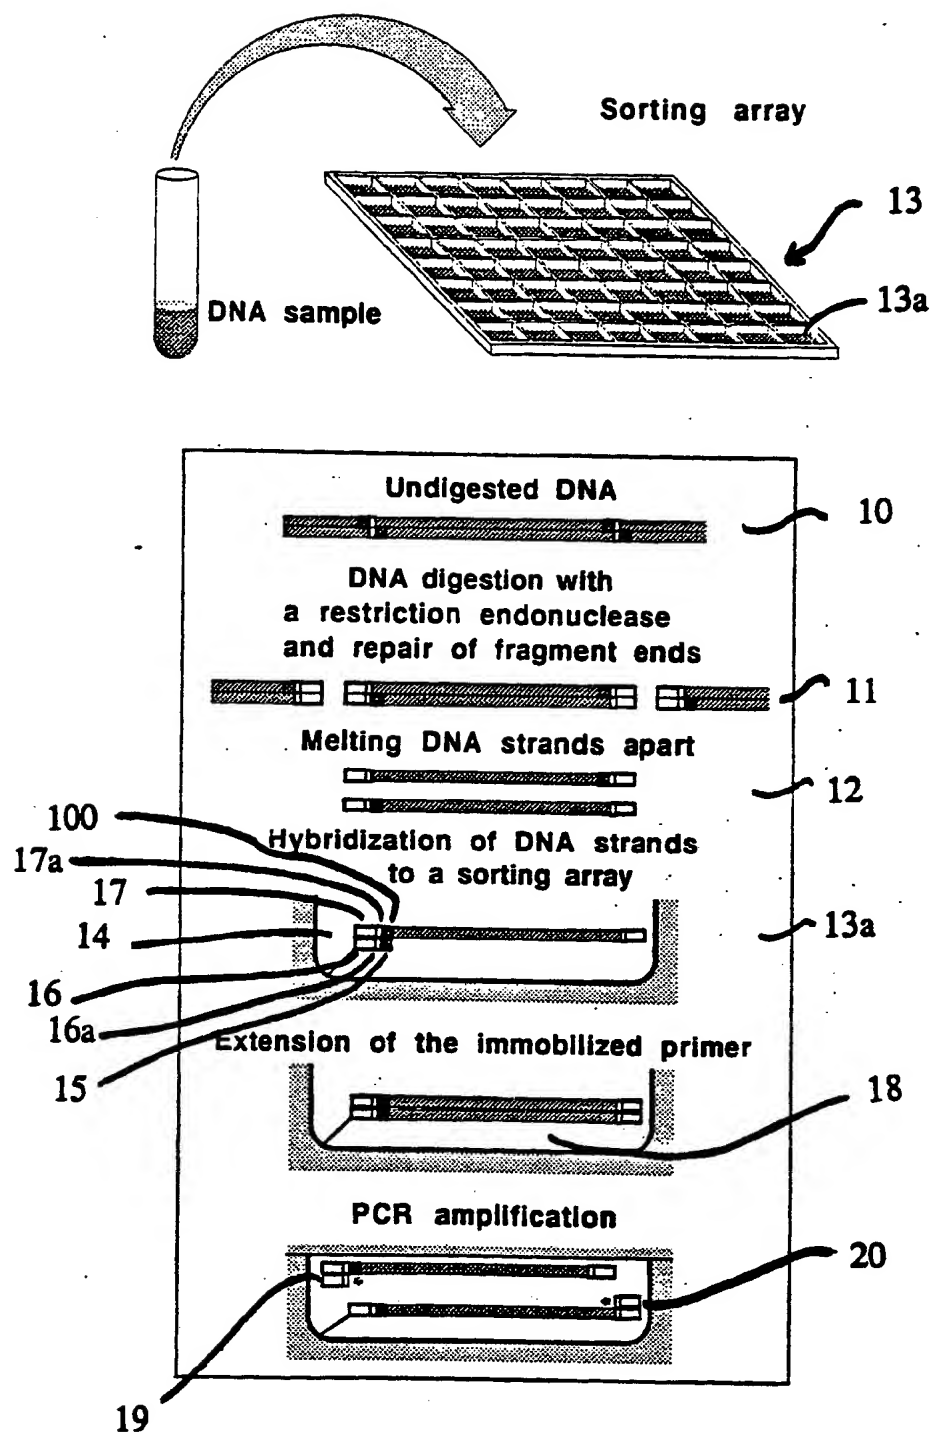 Sorting array
13
13a
DNA sample
Undigested DNA
10
DNA digestion with
a restriction endonuclease
and repair of fragment ends
11
Melting DNA strands apart
12
100
Hybridization of DNA strands
to a sorting array
17a
17
14
13a
16
16a
15
Extension of the immobilized primer
18
PCR amplification
20
19